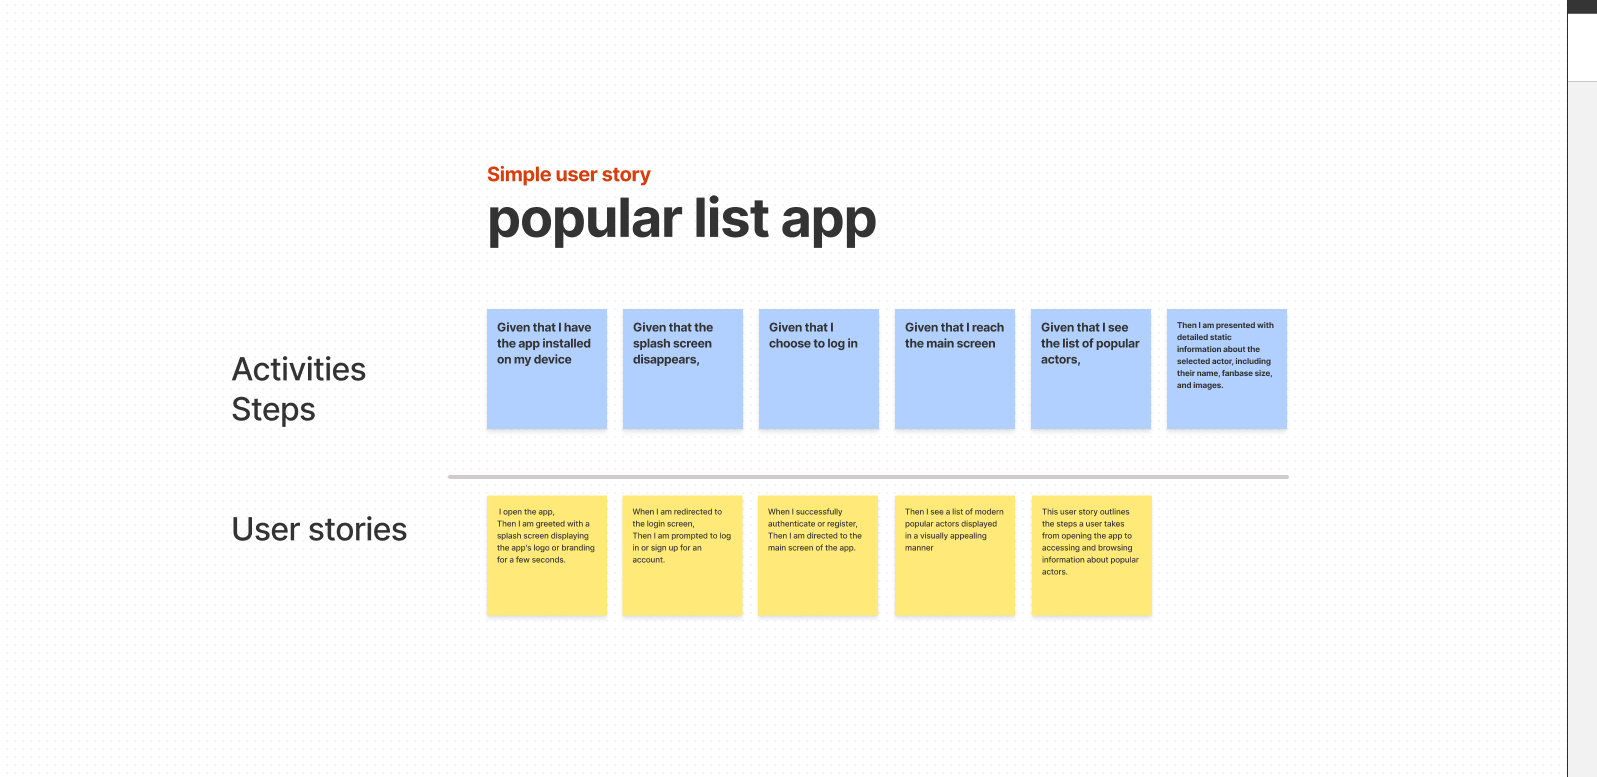 Simple user story
popular list app
Activities
Steps
Given that I have
the app installed
on my device
Given that the
splash screen
disappears,
Given that I
choose to log in
Given that I reach
the main screen
Given that I see
the list of popular
actors,
Then I am presented with
detailed static
information about the
selected actor, including
their name, fanbase size,
and images.
User stories
I open the app,
Then I am greeted with a
splash screen displaying
the app's logo or branding
for a few seconds.
When I am redirected to
the login screen,
Then I am prompted to log
in or sign up for an
account.
When I successfully
authenticate or register,
Then I am directed to the
main screen of the app.
Then I see a list of modern
popular actors displayed
in a visually appealing
manner
This user story outlines
the steps a user takes
from opening the app to
accessing and browsing
information about popular
actors.